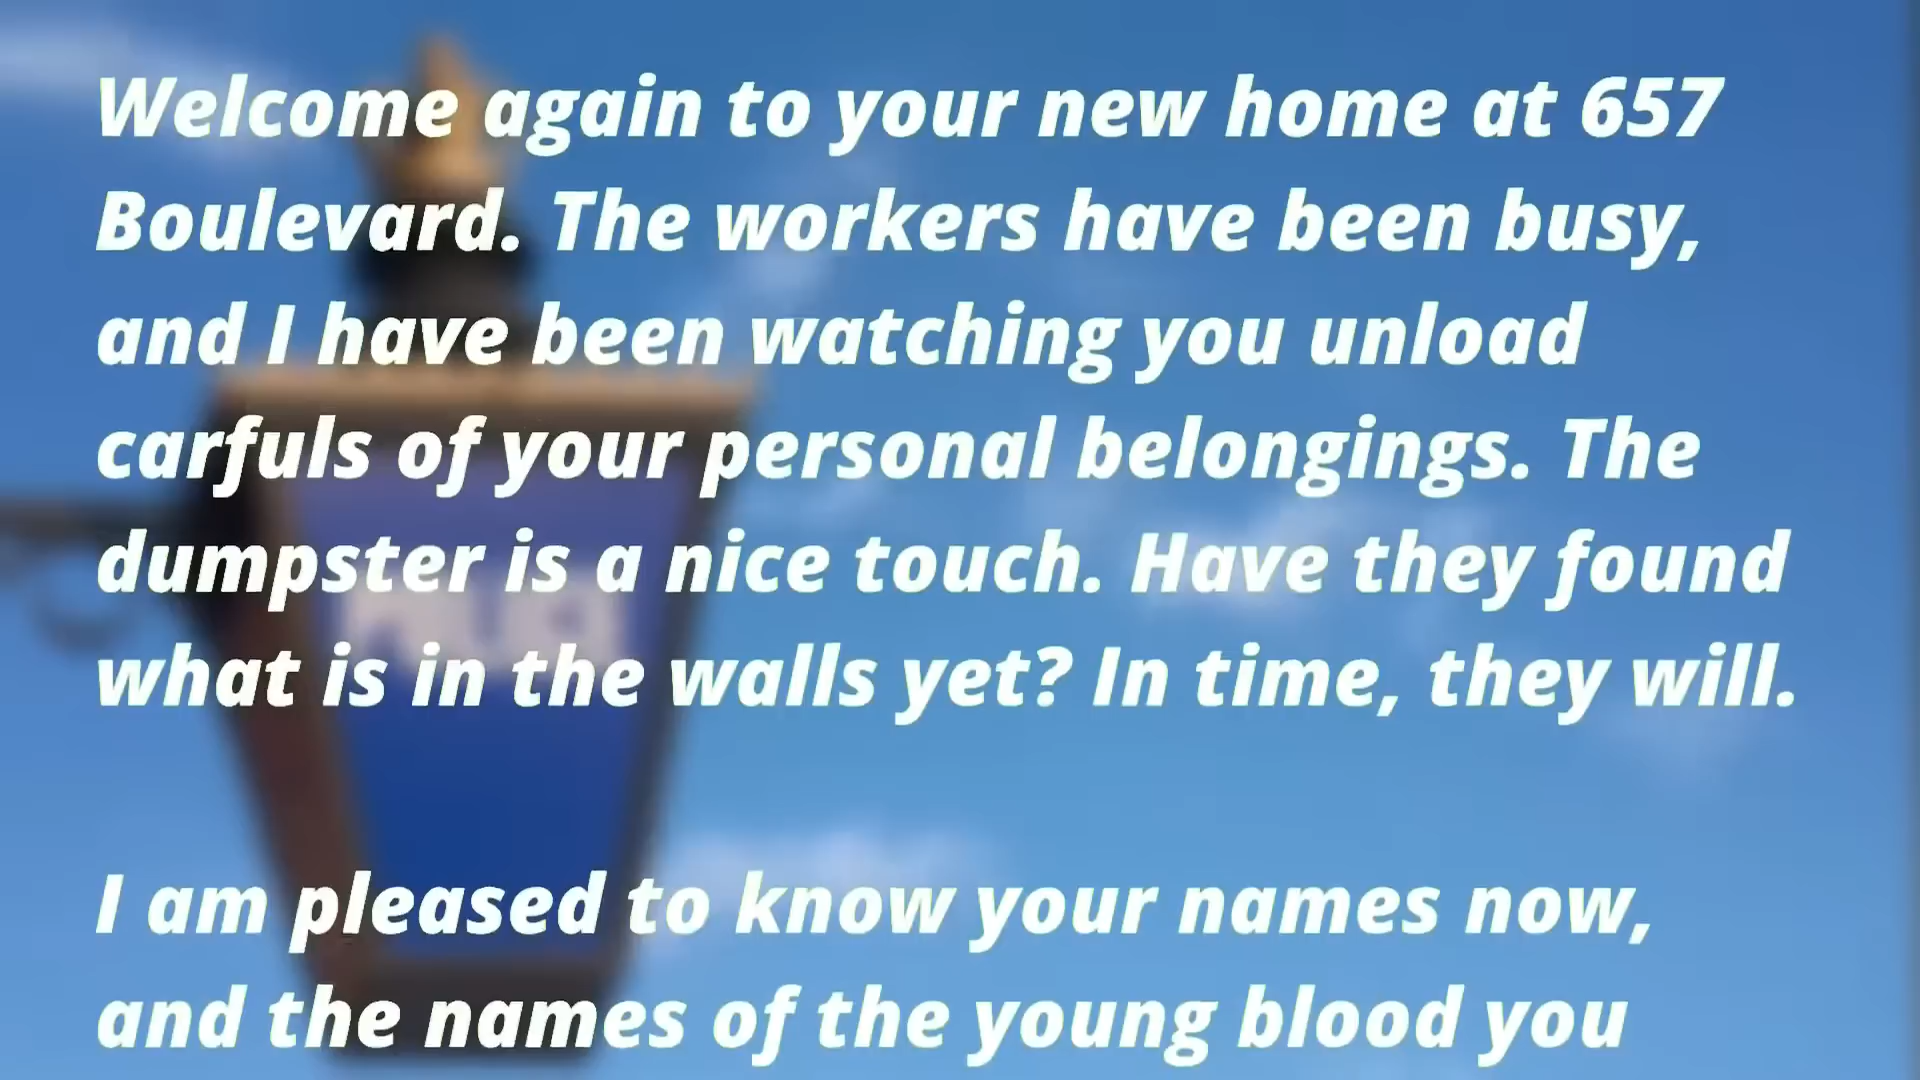 Welcome again to your new home at 657
Boulevard. The workers have been busy,
and I have been watching you unload
carfuls of your personal belongings. The
dumpster is a nice touch. Have they found
what is in the walls yet? In time, they will.
I am pleased to know your names now,
and the names of the young blood you